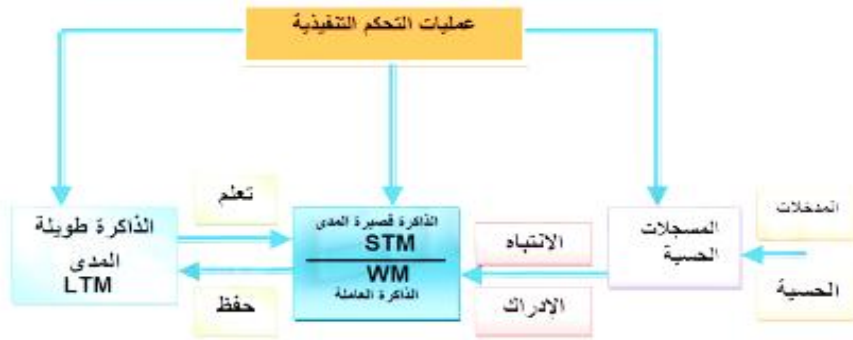 عمليات التحكم التنفيذية
المدخلات
الحسية
المسجلات
الحسية
الانتباه
الإدراك
الذاكرة قصيرة المدى
STM
WM
الذاكرة العاملة
تعلم
حفظ
الذاكرة طويلة
المدى
LTM